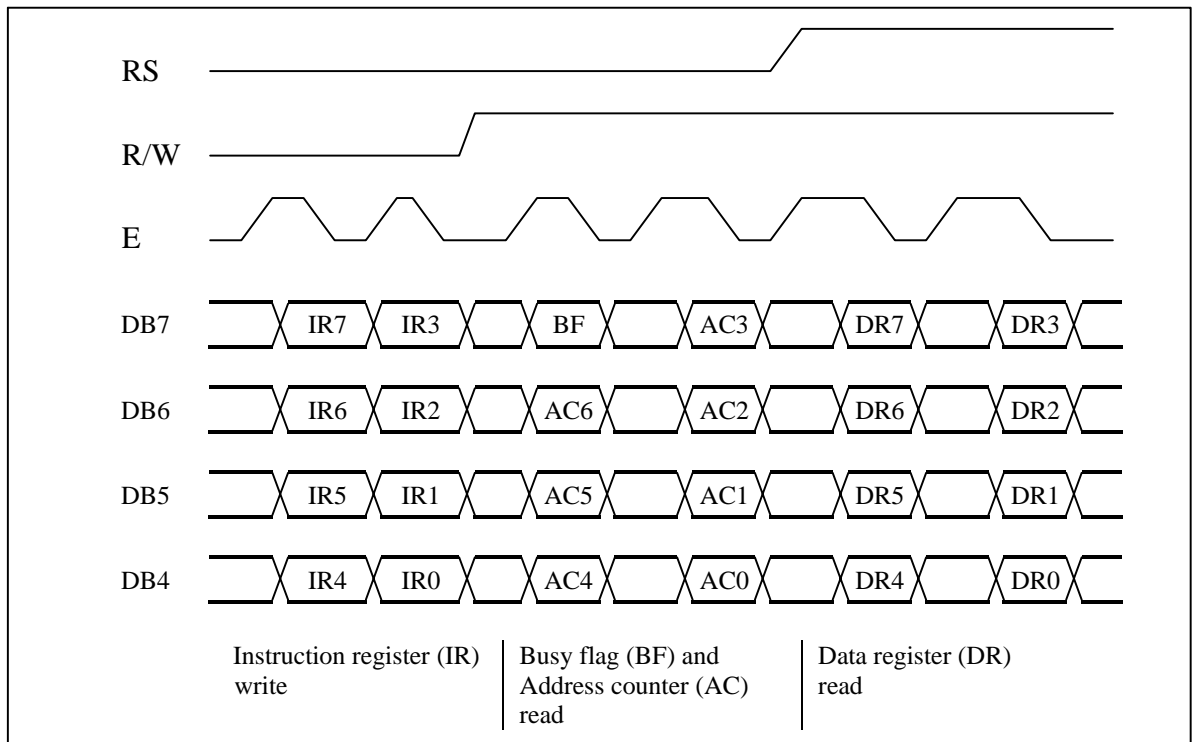 RS
R/W
E
DB7 IR7 IR3 BF AC3 DR7 DR3
DB6 IR6 IR2 AC6 AC2 DR6 DR2
DB5 IR5 IR1 AC5 AC1 DR5 DR1
DB4 IR4 IR0 AC4 AC0 DR4 DR0
Instruction register (IR)
write
Busy flag (BF) and
Address counter (AC)
read
Data register (DR)
read